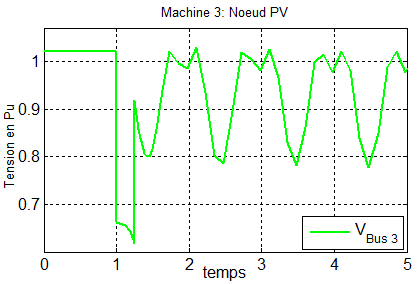 Machine 3: Noeud PV
Tension en Pu
1
0.9
0.8
0.7
0 1 2 3 4 5
temps
V Bus 3